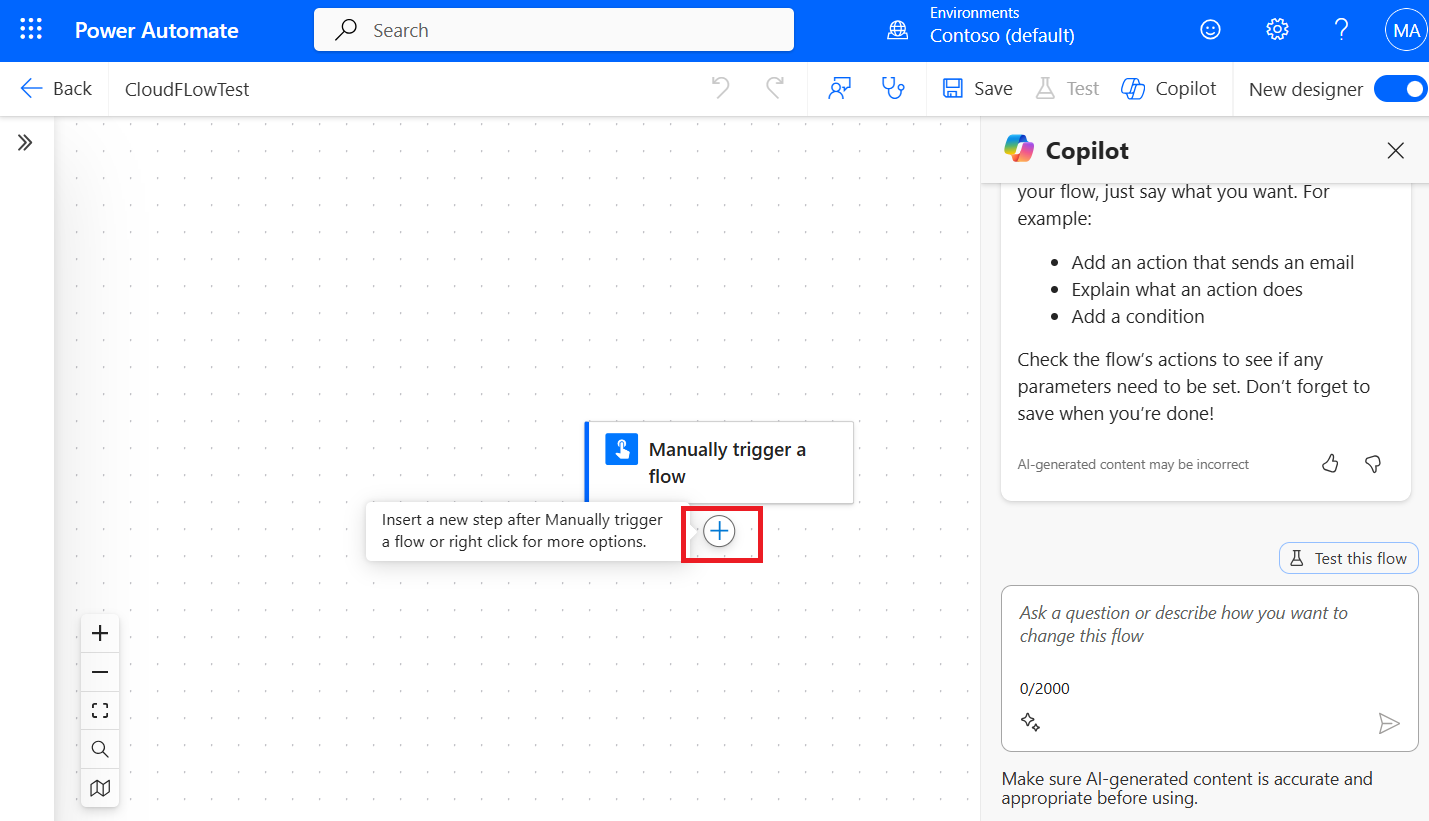 Power Automate
Search
Environments
Contoso (default)
MA
Back
CloudFLowTest
Save
Test
Copilot
New designer
Copilot
your flow, just say what you want. For
example:
• Add an action that sends an email
• Explain what an action does
• Add a condition
Check the flow's actions to see if any
parameters need to be set. Don't forget to
save when you're done!
AI-generated content may be incorrect
Manually trigger a
flow
Insert a new step after Manually trigger
a flow or right click for more options.
Test this flow
Ask a question or describe how you want to
change this flow
0/2000
Make sure AI-generated content is accurate and
appropriate before using.